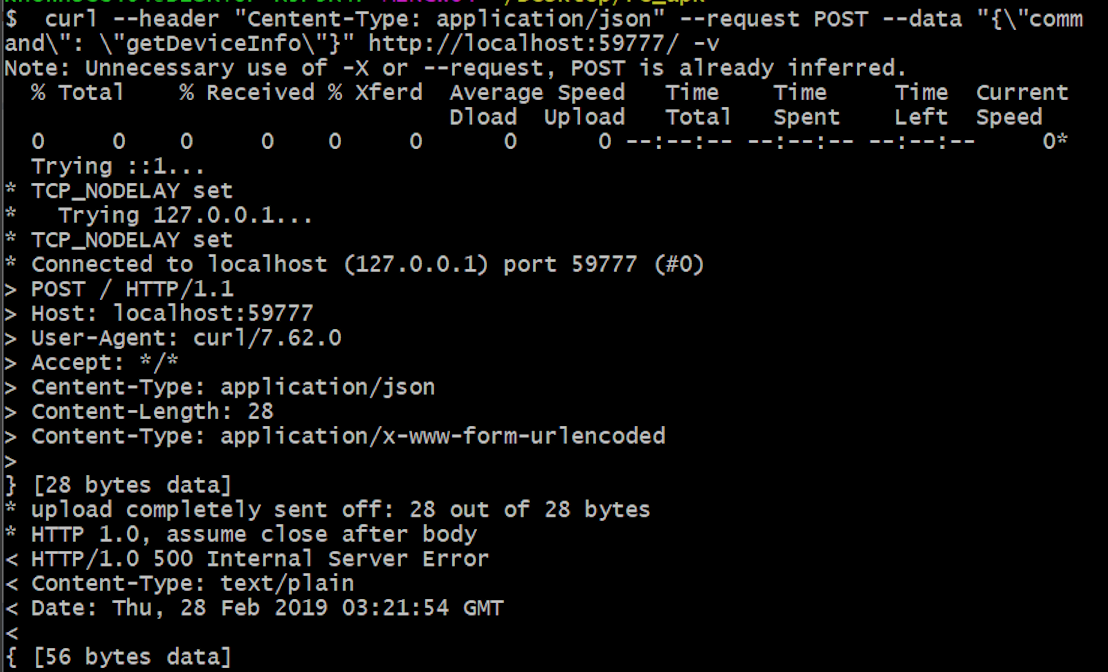 $  curl --header "Centent-Type: application/json" --request POST --data "{\"comm
and\": \"getDeviceInfo\"}" http://localhost:59777/ -v
Note: Unnecessary use of -X or --request, POST is already inferred.
  % Total    % Received % Xferd  Average Speed   Time    Time     Time  Current
                                 Dload  Upload   Total   Spent    Left  Speed
  0     0    0     0    0     0      0      0 --:--:-- --:--:-- --:--:--     0*
  Trying ::1...
* TCP_NODELAY set
*   Trying 127.0.0.1...
* TCP_NODELAY set
* Connected to localhost (127.0.0.1) port 59777 (#0)
> POST / HTTP/1.1
> Host: localhost:59777
> User-Agent: curl/7.62.0
> Accept: */*
> Centent-Type: application/json
> Content-Length: 28
> Content-Type: application/x-www-form-urlencoded
>
} [28 bytes data]
* upload completely sent off: 28 out of 28 bytes
* HTTP 1.0, assume close after body
< HTTP/1.0 500 Internal Server Error
< Content-Type: text/plain
< Date: Thu, 28 Feb 2019 03:21:54 GMT
<
{ [56 bytes data]